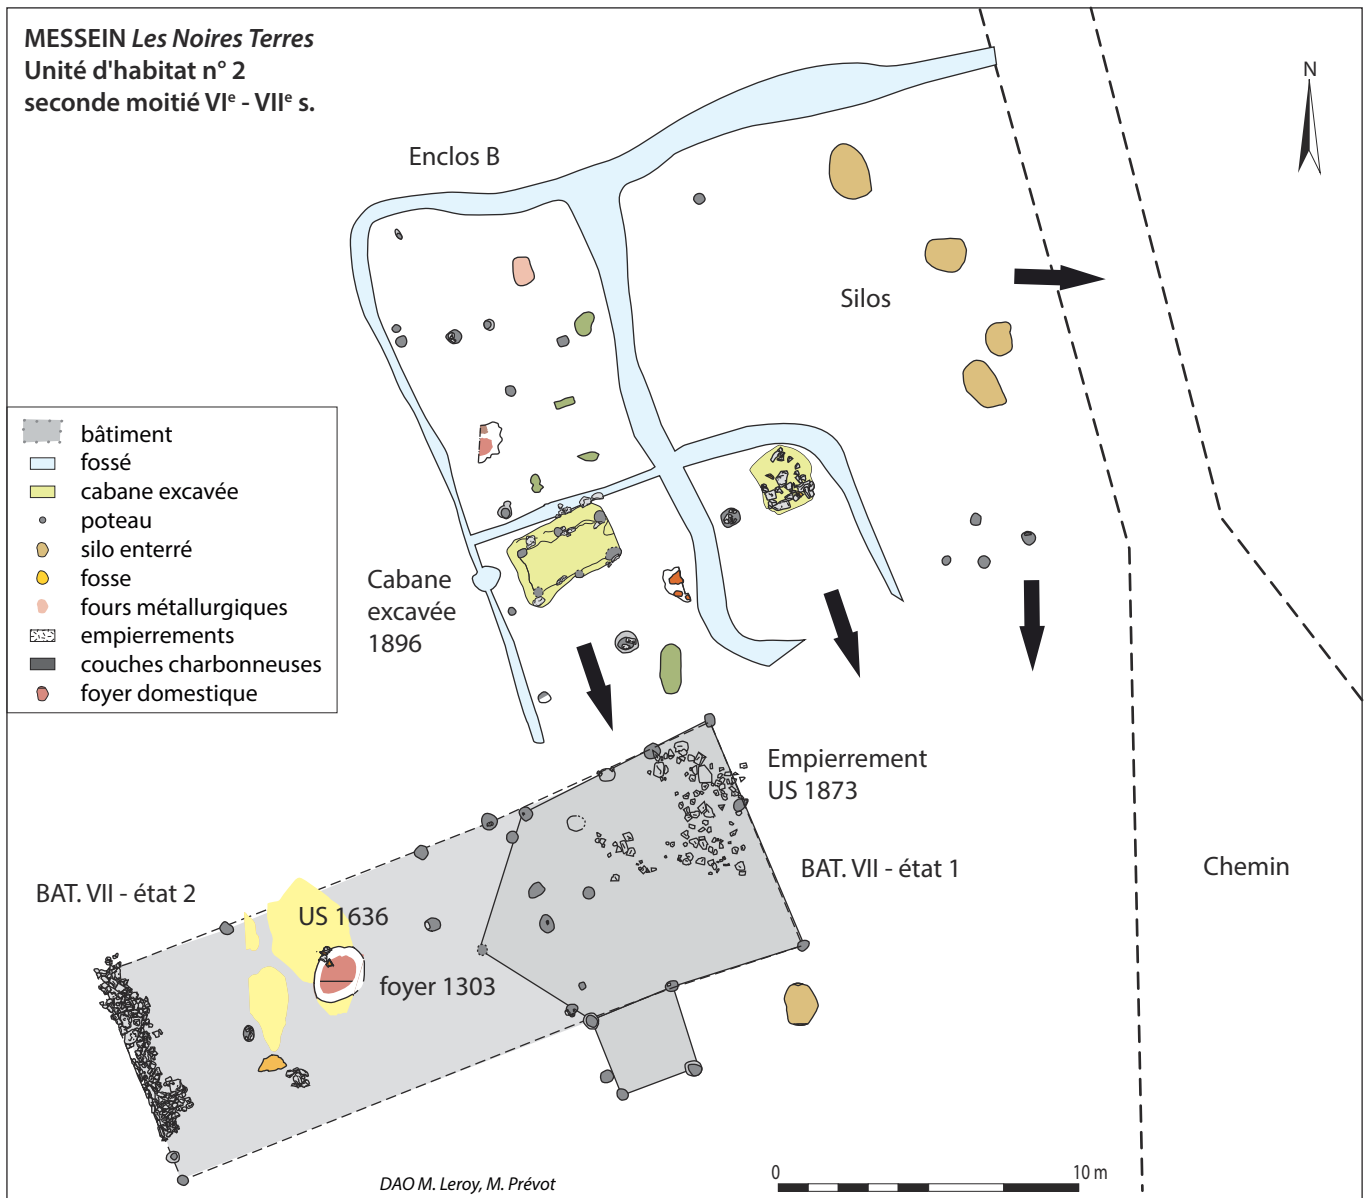 MESSEIN Les Noires Terres
Unité d'habitat n° 2
seconde moitié VIe - VIIe s.
N
Enclos B
Silos
bâtiment
fossé
cabane excavée
poteau
silo enterré
fosse
fours métallurgiques
empierrements
couches charbonneuses
foyer domestique
Cabane
excavée
1896
Empierrement
US 1873
BAT. VII - état 1
Chemin
BAT. VII - état 2
US 1636
foyer 1303
DAO M. Leroy, M. Prévot
0
10 m